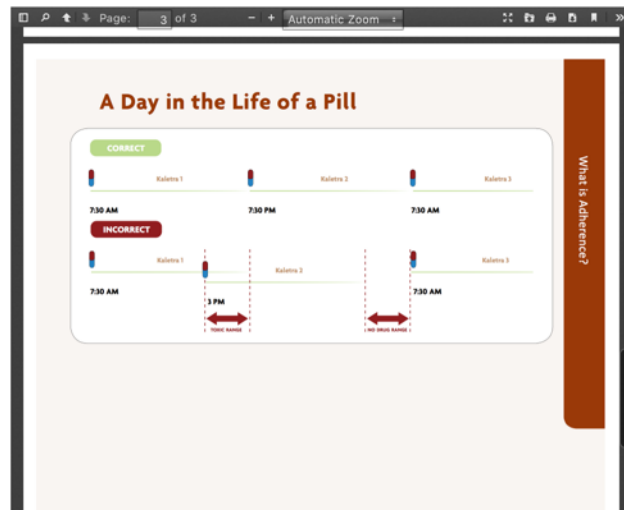 Page: 3 of 3 − + Automatic Zoom
A Day in the Life of a Pill
CORRECT
Kaletra 1 Kaletra 2 Kaletra 3
7:30 AM 7:30 PM 7:30 AM
INCORRECT
Kaletra 1 Kaletra 2 Kaletra 3
7:30 AM 3 PM 7:30 AM
TOXIC RANGE NO DRUG RANGE
What is Adherence?